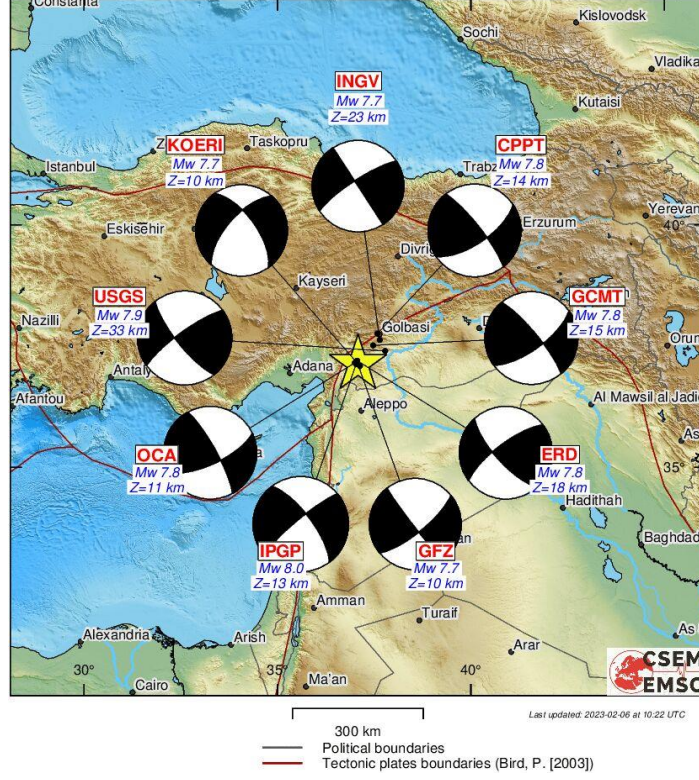 Constanta
Kislovodsk
Sochi
Vladika
INGV
Mw 7.7
Z=23 km
Kutaisi
KOERI
Mw 7.7
Z=10 km
Taskopru
CPPT
Mw 7.8
Z=14 km
Istanbul
Z
Trabz
Yerevan
40°
Eskisehir
Erzurum
Divrig
Kayseri
USGS
Mw 7.9
Z=33 km
GCMT
Mw 7.8
Z=15 km
Nazilli
Golbasi
D
Orum
Antaly
Adana
Afantou
Aleppo
Al Mawsil al Jadid
As
OCA
Mw 7.8
Z=11 km
a
ERD
Mw 7.8
Z=18 km
35°
Hadithah
IPGP
Mw 8.0
Z=13 km
GFZ
Mw 7.7
Z=10 km
an
Baghdad
Amman
Turaif
Alexandria
Arish
Arar
As
30°
35°
40°
Cairo
Ma'an
CSEM
EMSC
Last updated: 2023-02-06 at 10:22 UTC
300 km
Political boundaries
Tectonic plates boundaries (Bird, P. [2003])